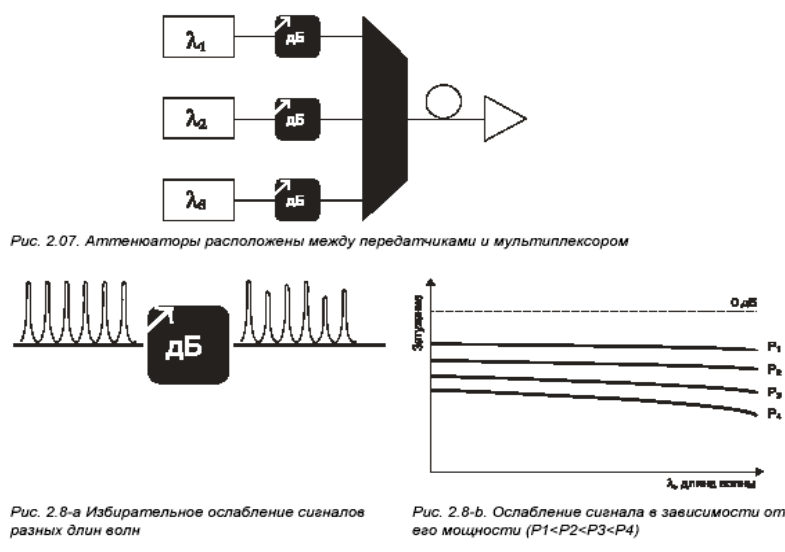 λ1 дБ
λ2 дБ
λ6 дБ
Рис. 2.07. Аттенюаторы расположены между передатчиками и мультиплексором
дБ
Затухание
0 дБ
P1
P2
P3
P4
λ, длина волны
Рис. 2.8-a Избирательное ослабление сигналов
разных длин волн
Рис. 2.8-b. Ослабление сигнала в зависимости от
его мощности (P1<P2<P3<P4)